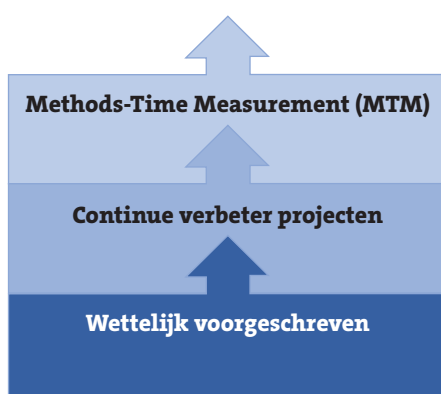 Methods-Time Measurement (MTM)
Continue verbeter projecten
Wettelijk voorgeschreven